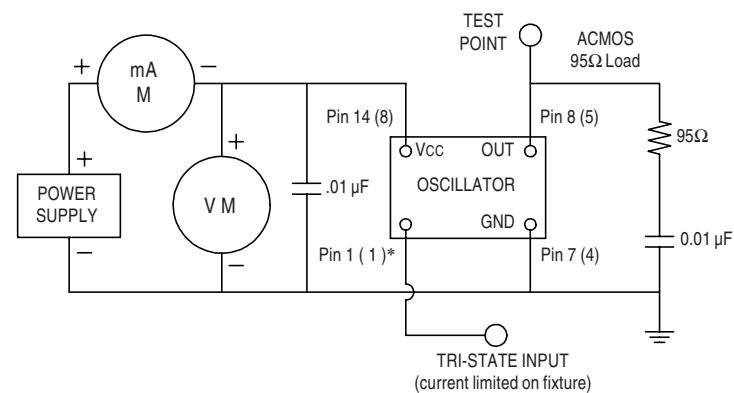 TEST
POINT
ACMOS
95Ω Load
+
mA
M
−
Pin 14 (8)
Pin 8 (5)
+
+
VCC
OUT
95Ω
POWER
SUPPLY
V M
.01 µF
OSCILLATOR
GND
−
−
Pin 1 ( 1 )*
Pin 7 (4)
0.01 µF
TRI-STATE INPUT
(current limited on fixture)